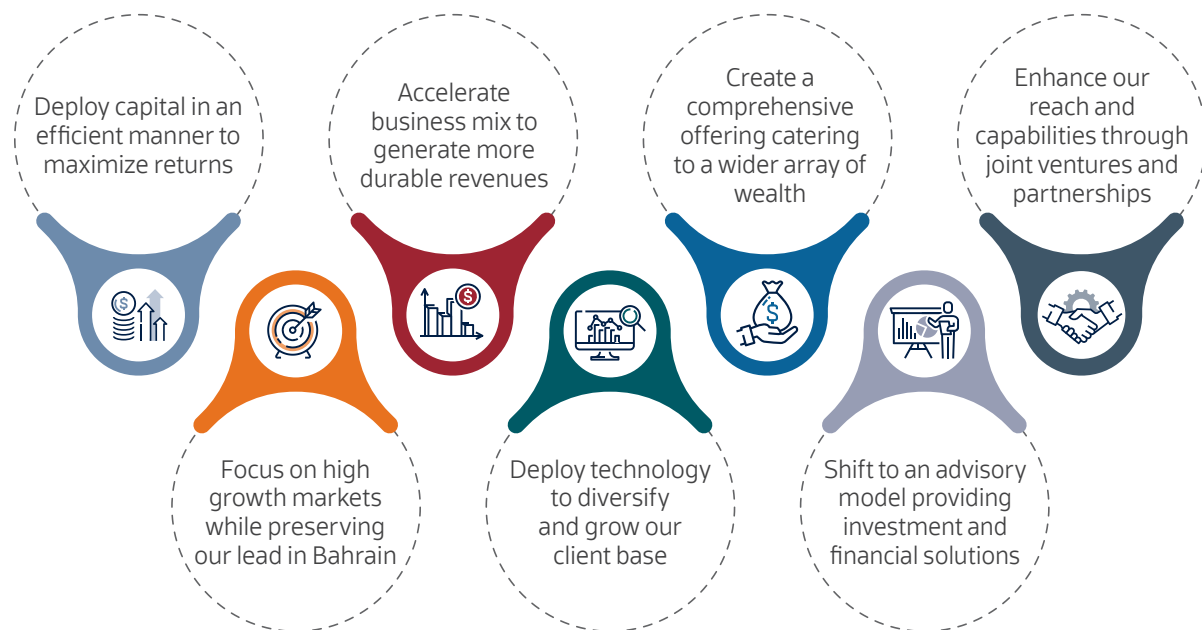 Deploy capital in an
efficient manner to
maximize returns
Focus on high
growth markets
while preserving
our lead in Bahrain
Accelerate
business mix to
generate more
durable revenues
Deploy technology
to diversify
and grow our
client base
Create a
comprehensive
offering catering
to a wider array of
wealth
Shift to an advisory
model providing
investment and
financial solutions
Enhance our
reach and
capabilities through
joint ventures and
partnerships
$
$
$